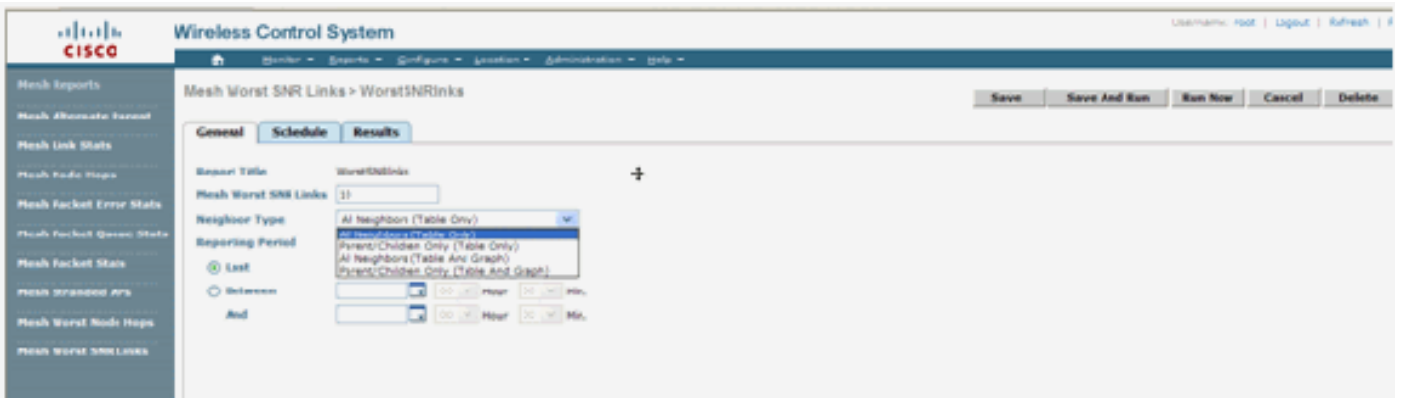 Username: root | Logout | Refresh |
CISCO
Wireless Control System
Monitor Reports Configure Location Administration Help
Mesh Reports
Mesh Alternate Parent
Mesh Link Stats
Mesh Node Hops
Mesh Packet Error Stats
Mesh Packet Queue Stats
Mesh Packet Stats
Mesh Stranded APs
Mesh Worst Node Hops
Mesh Worst SNR Links
Mesh Worst SNR Links > WorstSNRlnks
Save Save And Run Run Now Cancel Delete
General Schedule Results
Report Title WorstSNRlinks
Mesh Worst SNR Links 10
Neighbor Type All Neighbors (Table Only)
All Neighbors (Table Only)
Parent/Children Only (Table Only)
All Neighbors (Table And Graph)
Parent/Children Only (Table And Graph)
Reporting Period
Last
Between Hour Min.
And Hour Min.